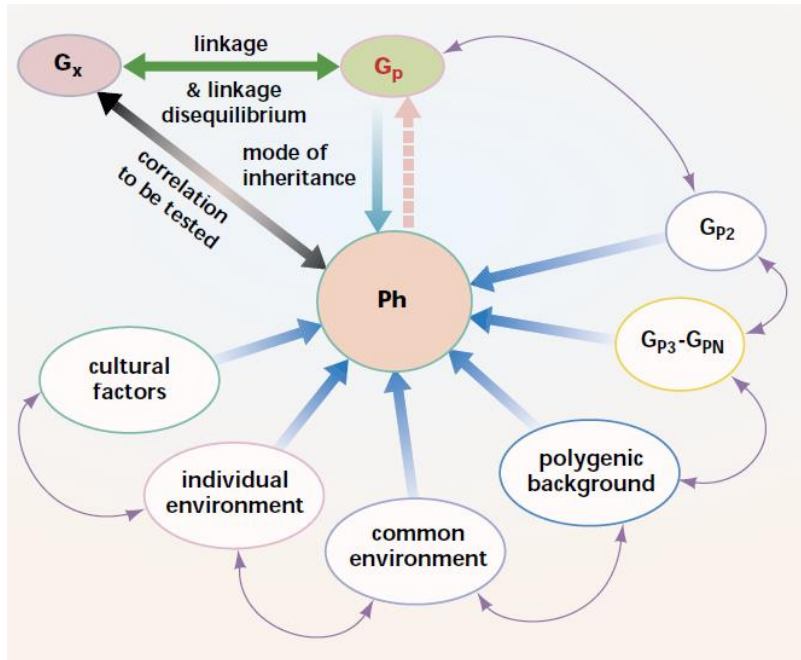 linkage
Gx
Gp
& linkage
disequilibrium
mode of
inheritance
correlation
to be tested
GP2
Ph
GP3-GPN
cultural
factors
polygenic
background
individual
environment
common
environment